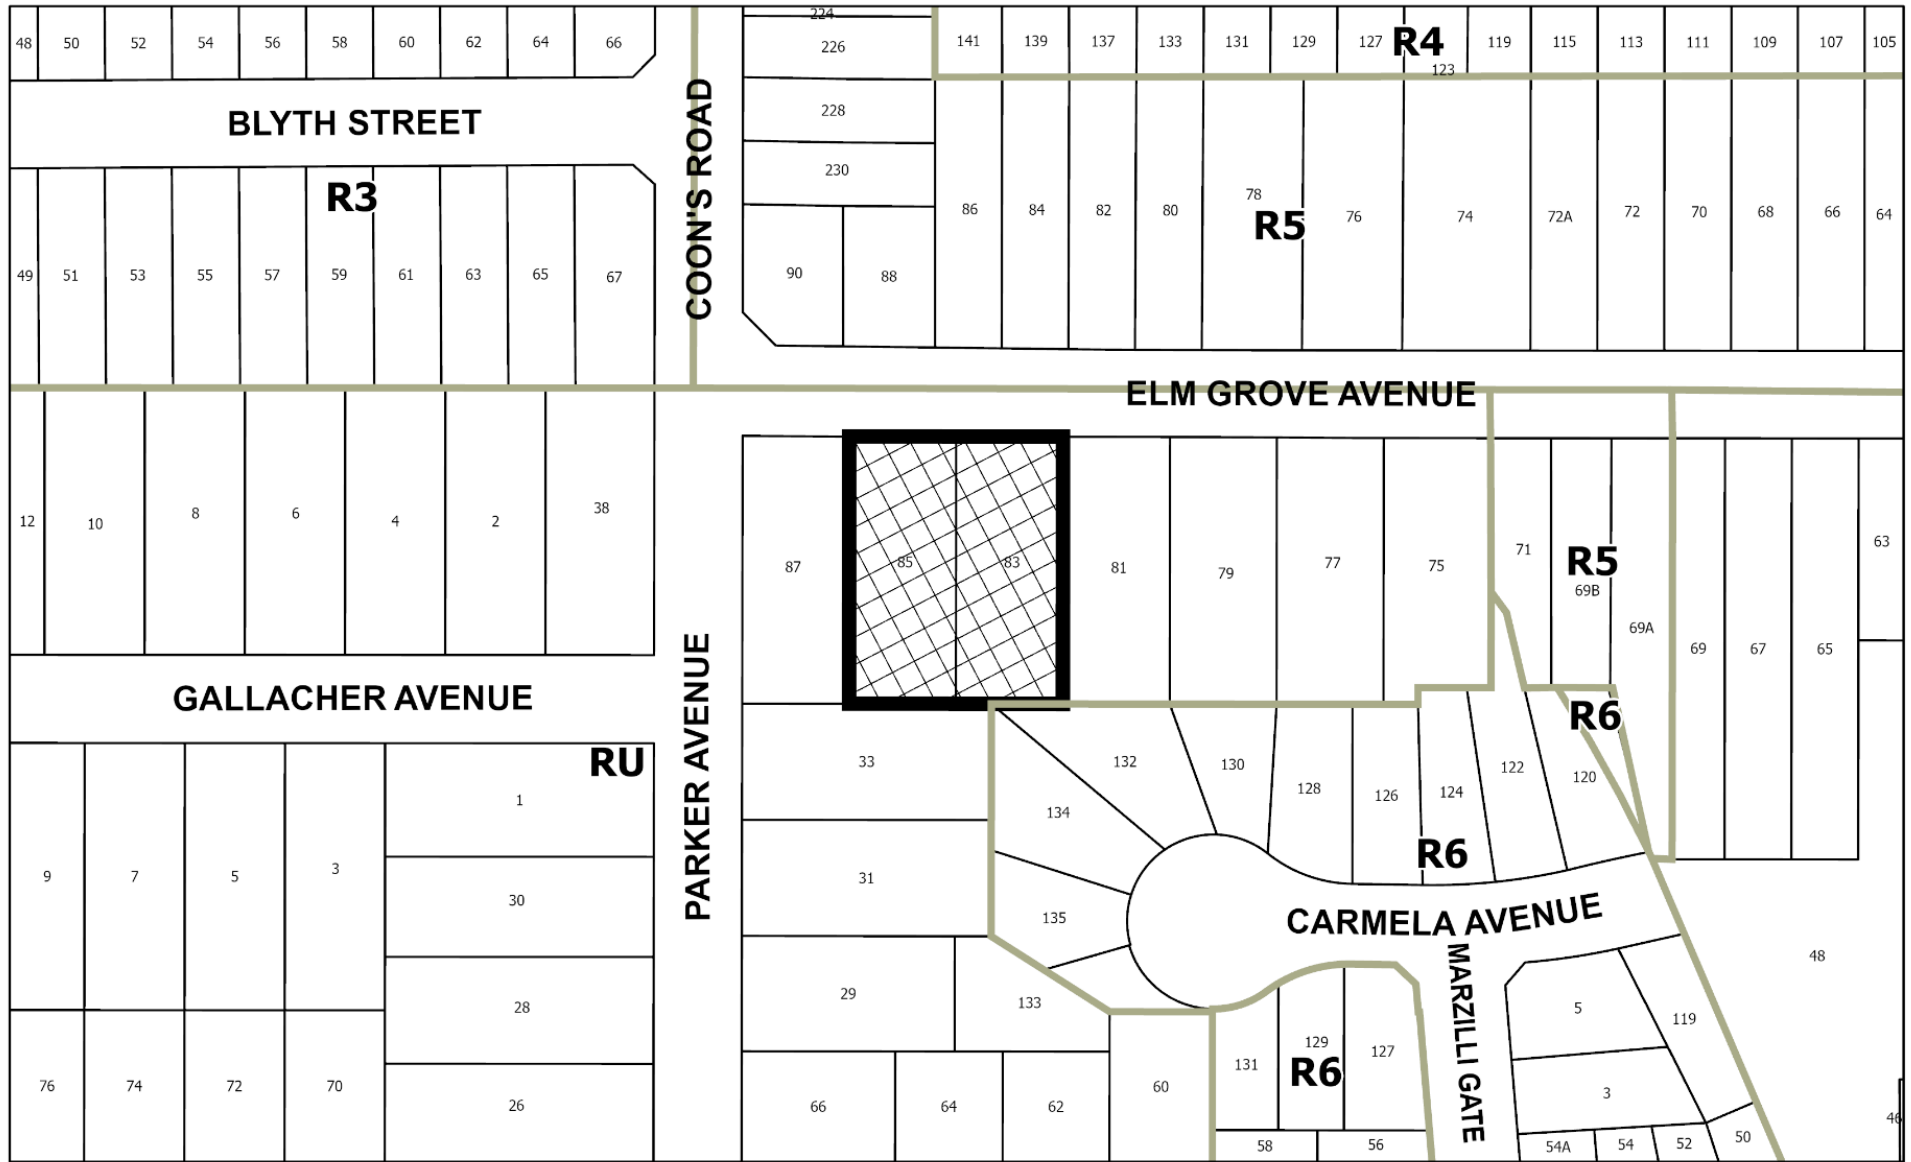 224
48 50 52 54 56 58 60 62 64 66
226
141 139 137 133 131 129 127 R4 119 115 113 111 109 107 105
123
BLYTH STREET
COON'S ROAD
228
230
R3
86 84 82 80 78 76 74 72A 72 70 68 66 64
R5
49 51 53 55 57 59 61 63 65 67
90 88
ELM GROVE AVENUE
12 10 8 6 4 2 38
87 85 83 81 79 77 75 71 R5 63
69B
69A
69 67 65
GALLACHER AVENUE
PARKER AVENUE
RU
R6
33
132 130 128 126 124 122 120
134
1
R6
9 7 5 3
31
30
135
CARMELA AVENUE
MARZILLI GATE
48
29
133
28
5
119
131 129 127
R6
76 74 72 70
26
66 64 62 60
3
46
58 56
54A 54 52 50